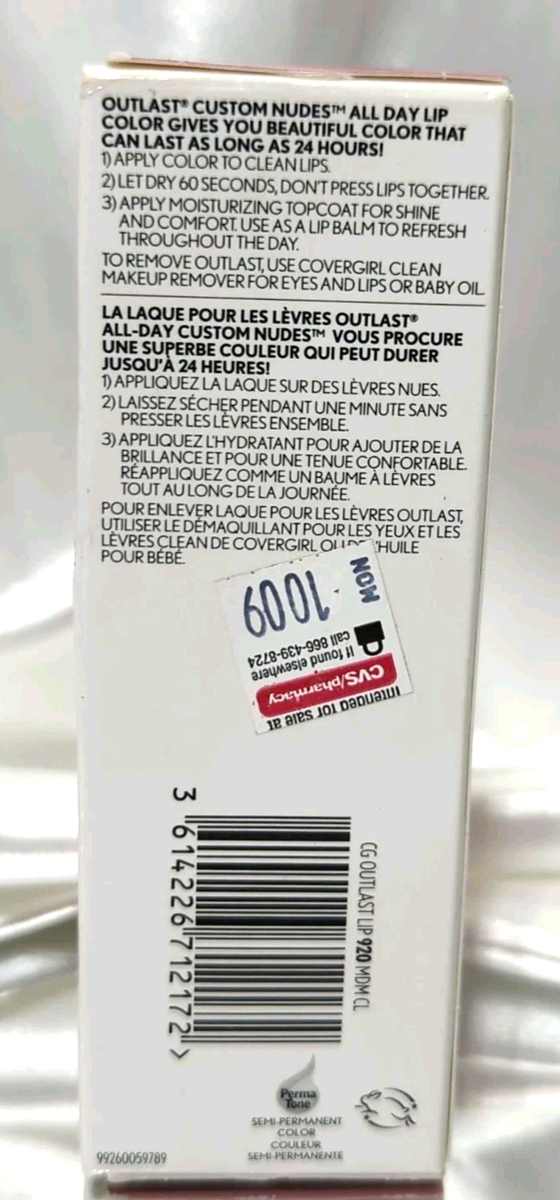 OUTLAST® CUSTOM NUDES™ ALL DAY LIP
COLOR GIVES YOU BEAUTIFUL COLOR THAT
CAN LAST AS LONG AS 24 HOURS!
1) APPLY COLOR TO CLEAN LIPS.
2) LET DRY 60 SECONDS, DON'T PRESS LIPS TOGETHER.
3) APPLY MOISTURIZING TOPCOAT FOR SHINE
AND COMFORT. USE AS A LIP BALM TO REFRESH
THROUGHOUT THE DAY.
TO REMOVE OUTLAST, USE COVERGIRL CLEAN
MAKEUP REMOVER FOR EYES AND LIPS OR BABY OIL.
LA LAQUE POUR LES LÈVRES OUTLAST®
ALL-DAY CUSTOM NUDES™ VOUS PROCURE
UNE SUPERBE COULEUR QUI PEUT DURER
JUSQU'À 24 HEURES!
1) APPLIQUEZ LA LAQUE SUR DES LÈVRES NUES.
2) LAISSEZ SÉCHER PENDANT UNE MINUTE SANS
PRESSER LES LÈVRES ENSEMBLE.
3) APPLIQUEZ L'HYDRATANT POUR AJOUTER DE LA
BRILLANCE ET POUR UNE TENUE CONFORTABLE.
RÉAPPLIQUEZ COMME UN BAUME À LÈVRES
TOUT AU LONG DE LA JOURNÉE.
POUR ENLEVER LAQUE POUR LES LÈVRES OUTLAST,
UTILISER LE DÉMAQUILLANT POUR LES YEUX ET LES
LÈVRES CLEAN DE COVERGIRL OU L'HUILE
POUR BÉBÉ.
Intended for sale at
CVS/pharmacy
If found elsewhere
call 866-439-8724
MON 1009
CG OUTLAST LIP 920 MDM CL
3 614226 712172 >
Perma
Tone
SEMI-PERMANENT
COLOR
COULEUR
SEMI-PERMANENTE
99260059789